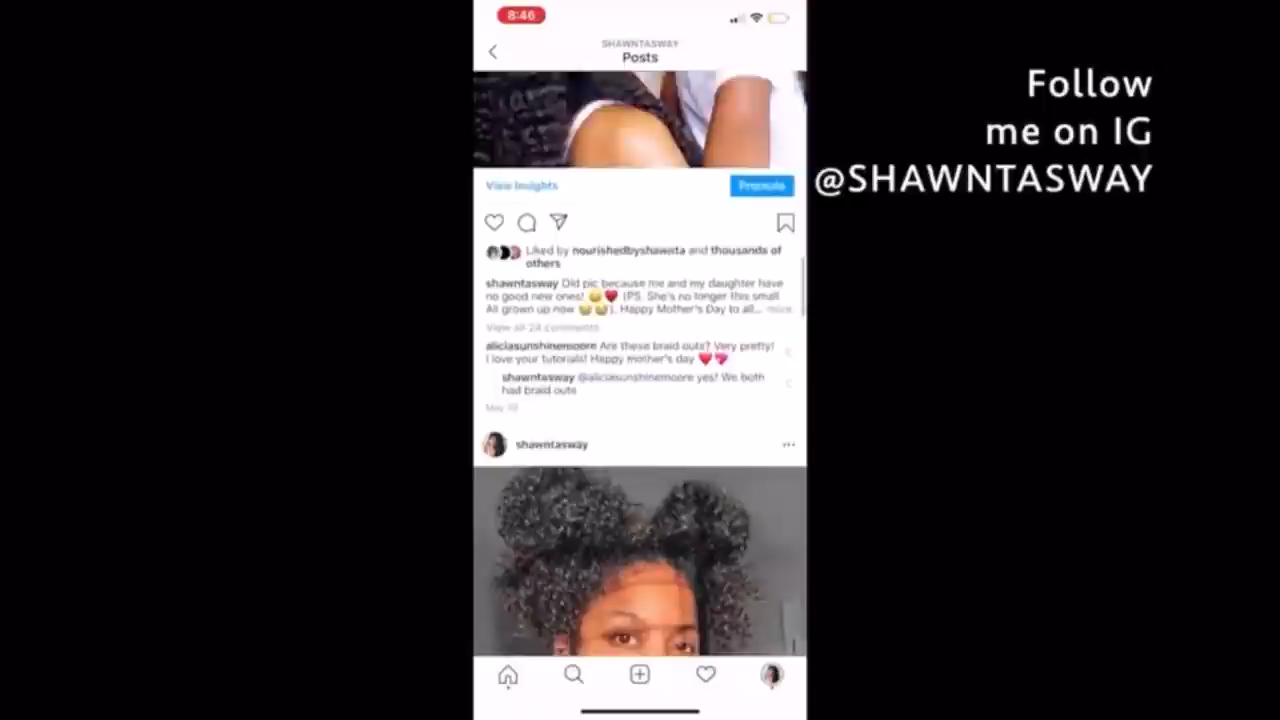 8:46
SHAWNTASWAY
Posts
Follow
me on IG
@SHAWNTASWAY
View Insights
Promote
Liked by nourishedbyshawnta and thousands of
others
shawntasway Old pic because me and my daughter have
no good new ones! 😅❤️ (PS. She's no longer this small.
All grown up now 😭😭). Happy Mother's Day to all... more
View all 24 comments
aliciasunshinemoore Are these braid outs? Very pretty!
I love your tutorials! Happy mother's day ❤️💖
shawntasway @aliciasunshinemoore yes! We both
had braid outs
May 10
shawntasway